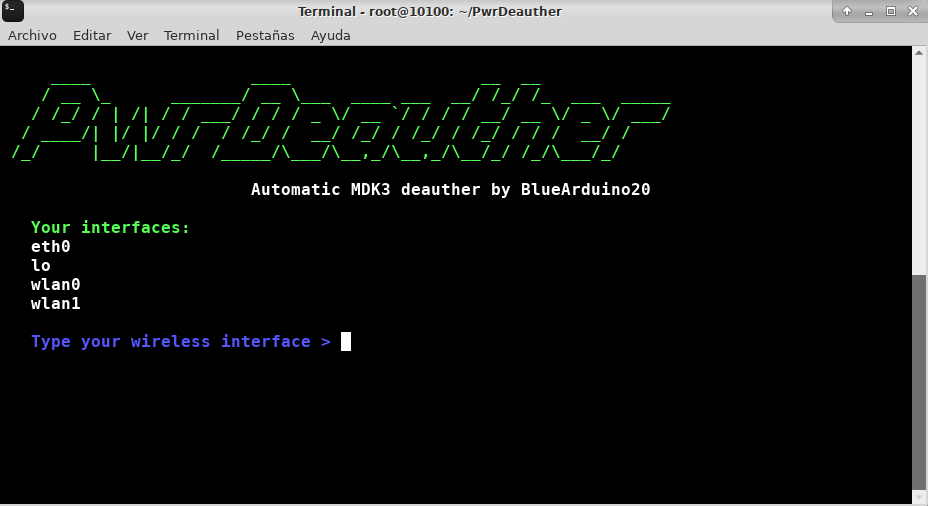 Terminal - root@10100: ~/PwrDeauther
Archivo Editar Ver Terminal Pestañas Ayuda
PwrDeauther
Automatic MDK3 deauther by BlueArduino20
Your interfaces:
eth0
lo
wlan0
wlan1
Type your wireless interface >